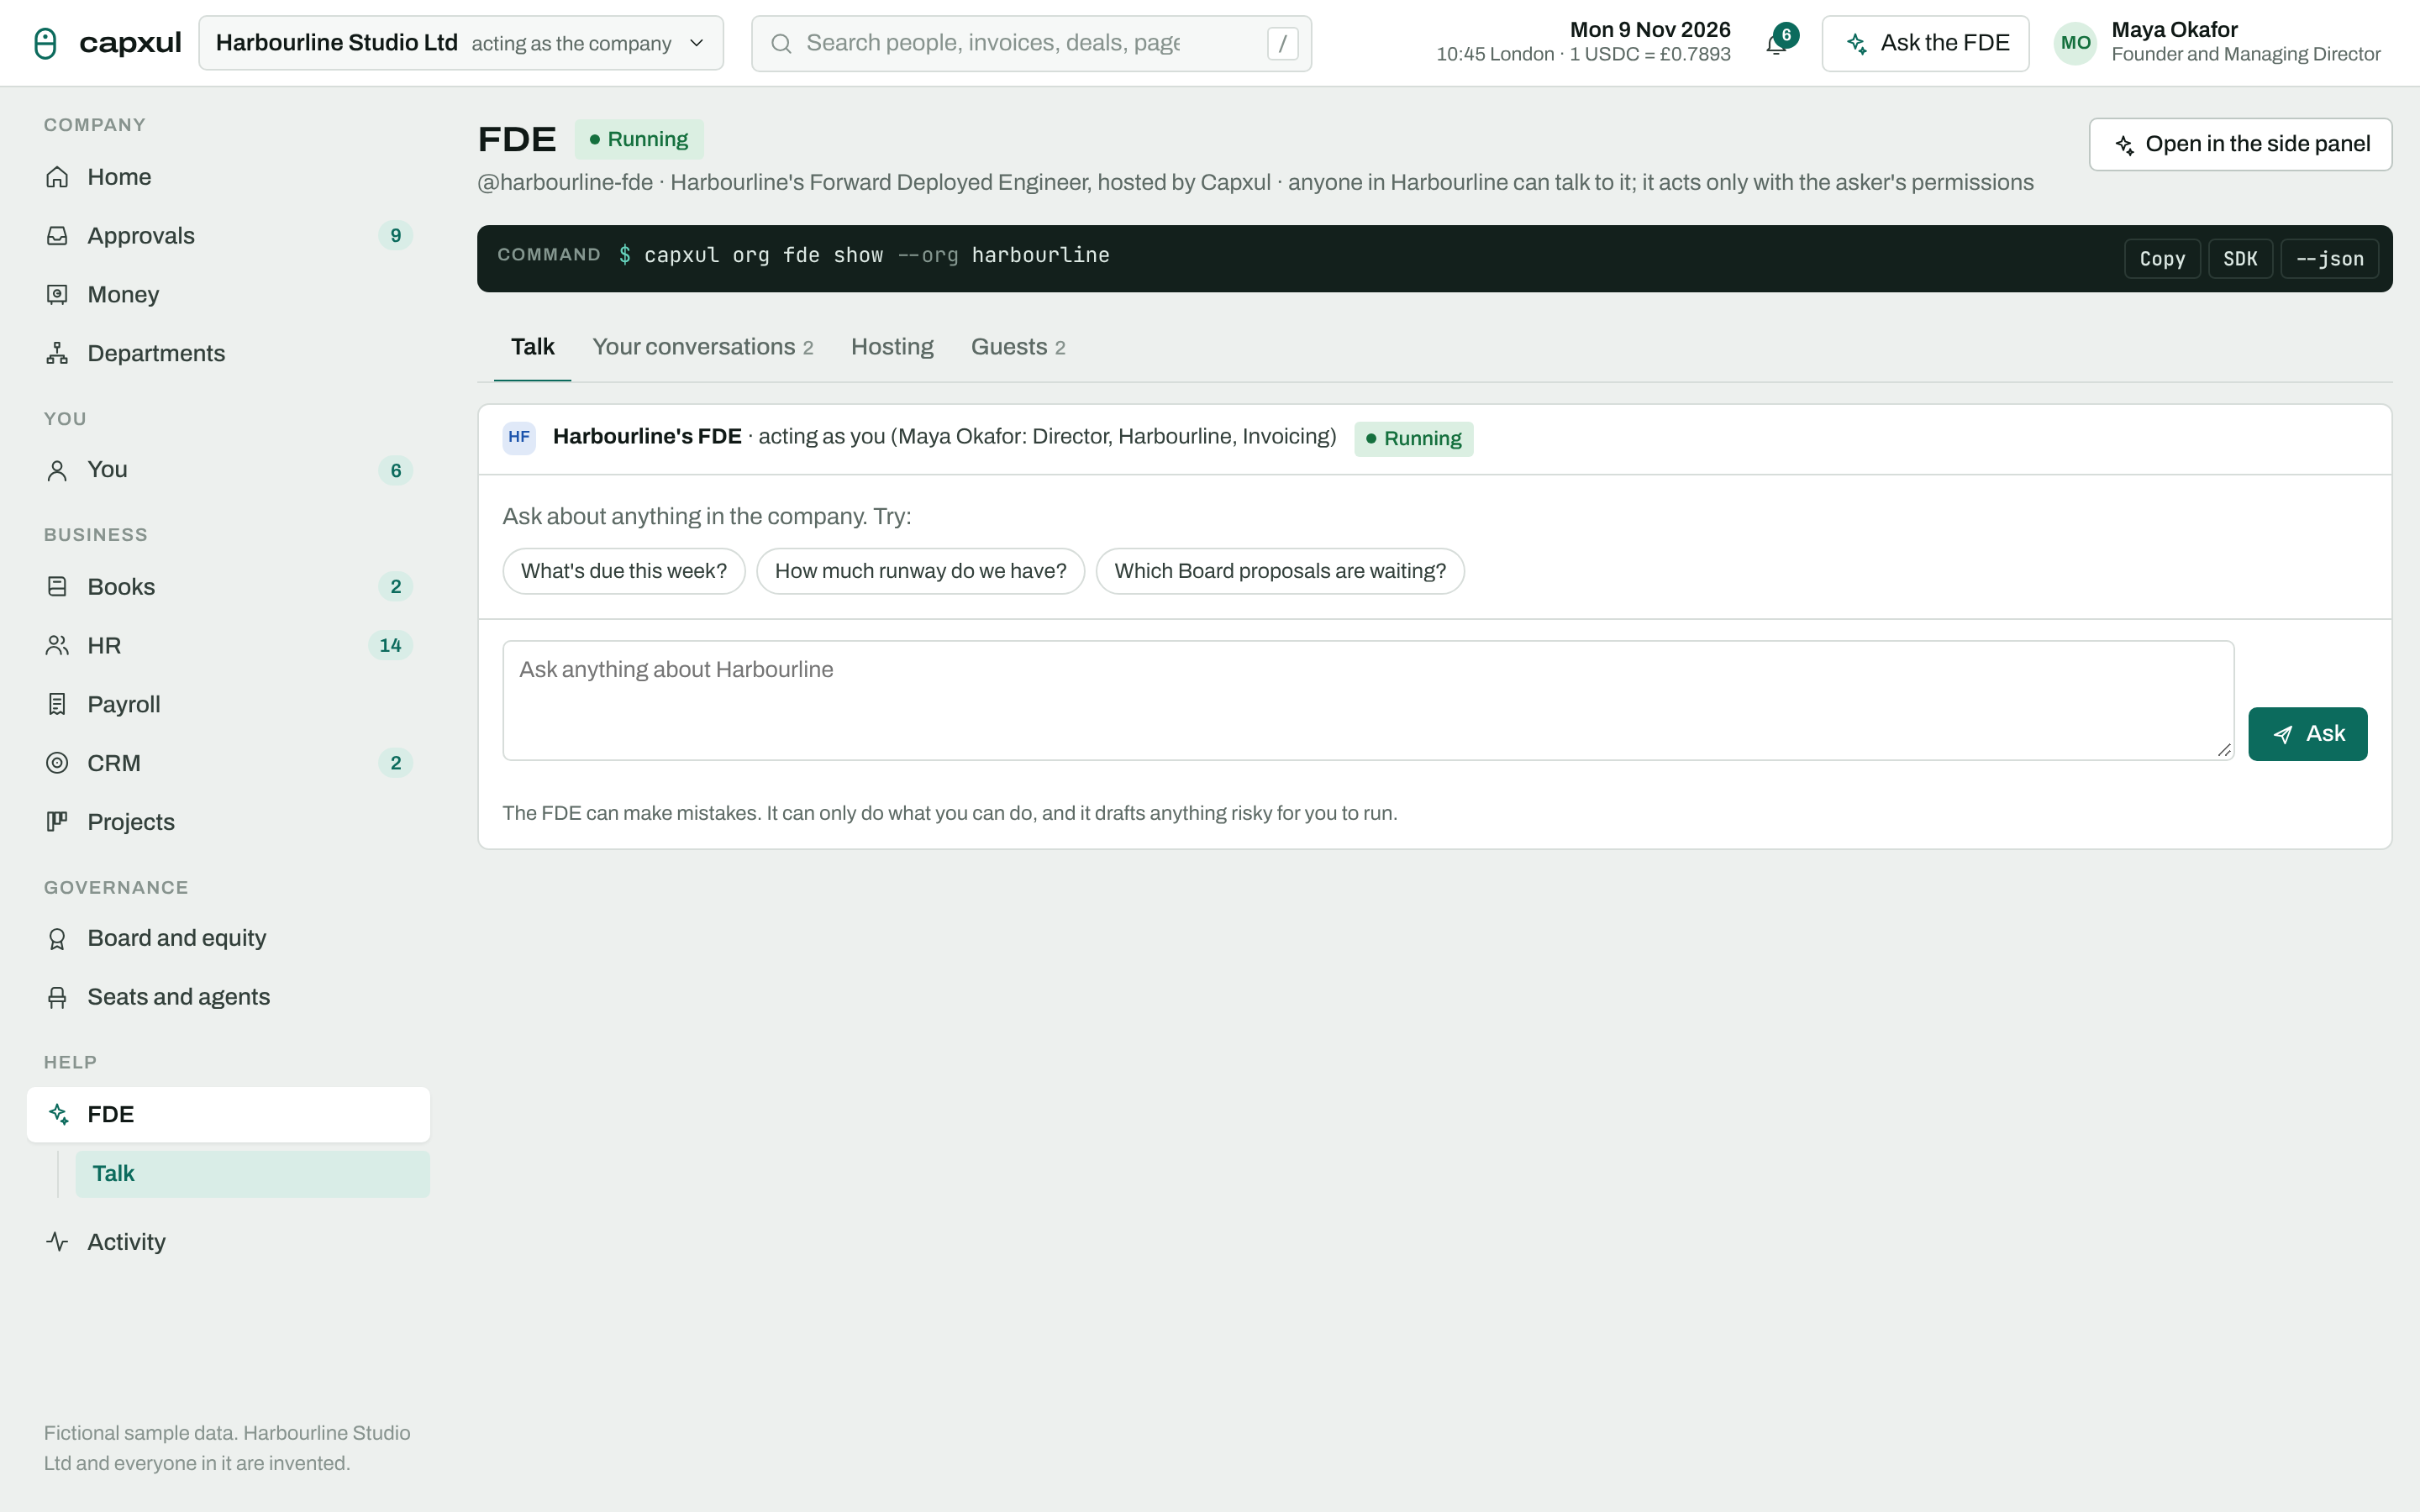 capxul
Harbourline Studio Ltd acting as the company
Search people, invoices, deals, page
/
Mon 9 Nov 2026
10:45 London · 1 USDC = £0.7893
6
Ask the FDE
MO
Maya Okafor
Founder and Managing Director
COMPANY
Home
Approvals 9
Money
Departments
YOU
You 6
BUSINESS
Books 2
HR 14
Payroll
CRM 2
Projects
GOVERNANCE
Board and equity
Seats and agents
HELP
FDE
Talk
Activity
Fictional sample data. Harbourline Studio
Ltd and everyone in it are invented.
FDE Running
Open in the side panel
@harbourline-fde · Harbourline's Forward Deployed Engineer, hosted by Capxul · anyone in Harbourline can talk to it; it acts only with the asker's permissions
COMMAND $ capxul org fde show --org harbourline
Copy SDK --json
Talk Your conversations 2 Hosting Guests 2
HF Harbourline's FDE · acting as you (Maya Okafor: Director, Harbourline, Invoicing) Running
Ask about anything in the company. Try:
What's due this week? How much runway do we have? Which Board proposals are waiting?
Ask anything about Harbourline
Ask
The FDE can make mistakes. It can only do what you can do, and it drafts anything risky for you to run.